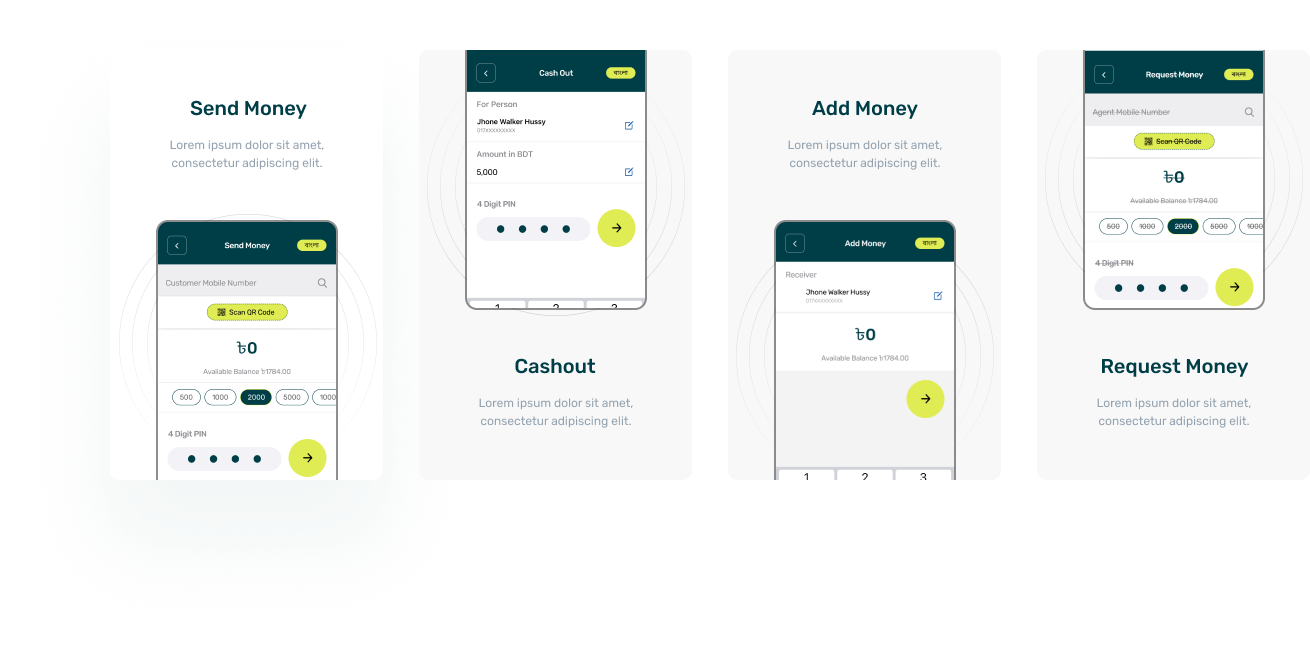 Send Money
Lorem ipsum dolor sit amet,
consectetur adipiscing elit.
Send Money
বাংলা
Customer Mobile Number
Scan QR Code
৳0
Available Balance ৳1784.00
500
1000
2000
5000
1000
4 Digit PIN
Cash Out
বাংলা
For Person
Jhone Walker Hussy
017XXXXXXXXX
Amount in BDT
5,000
4 Digit PIN
1
2
3
Cashout
Lorem ipsum dolor sit amet,
consectetur adipiscing elit.
Add Money
Lorem ipsum dolor sit amet,
consectetur adipiscing elit.
Add Money
বাংলা
Receiver
Jhone Walker Hussy
৳0
Available Balance ৳1784.00
1
2
3
Request Money
বাংলা
Agent Mobile Number
Scan QR Code
৳0
Available Balance ৳1784.00
500
1000
2000
5000
1000
4 Digit PIN
Request Money
Lorem ipsum dolor sit amet,
consectetur adipiscing elit.